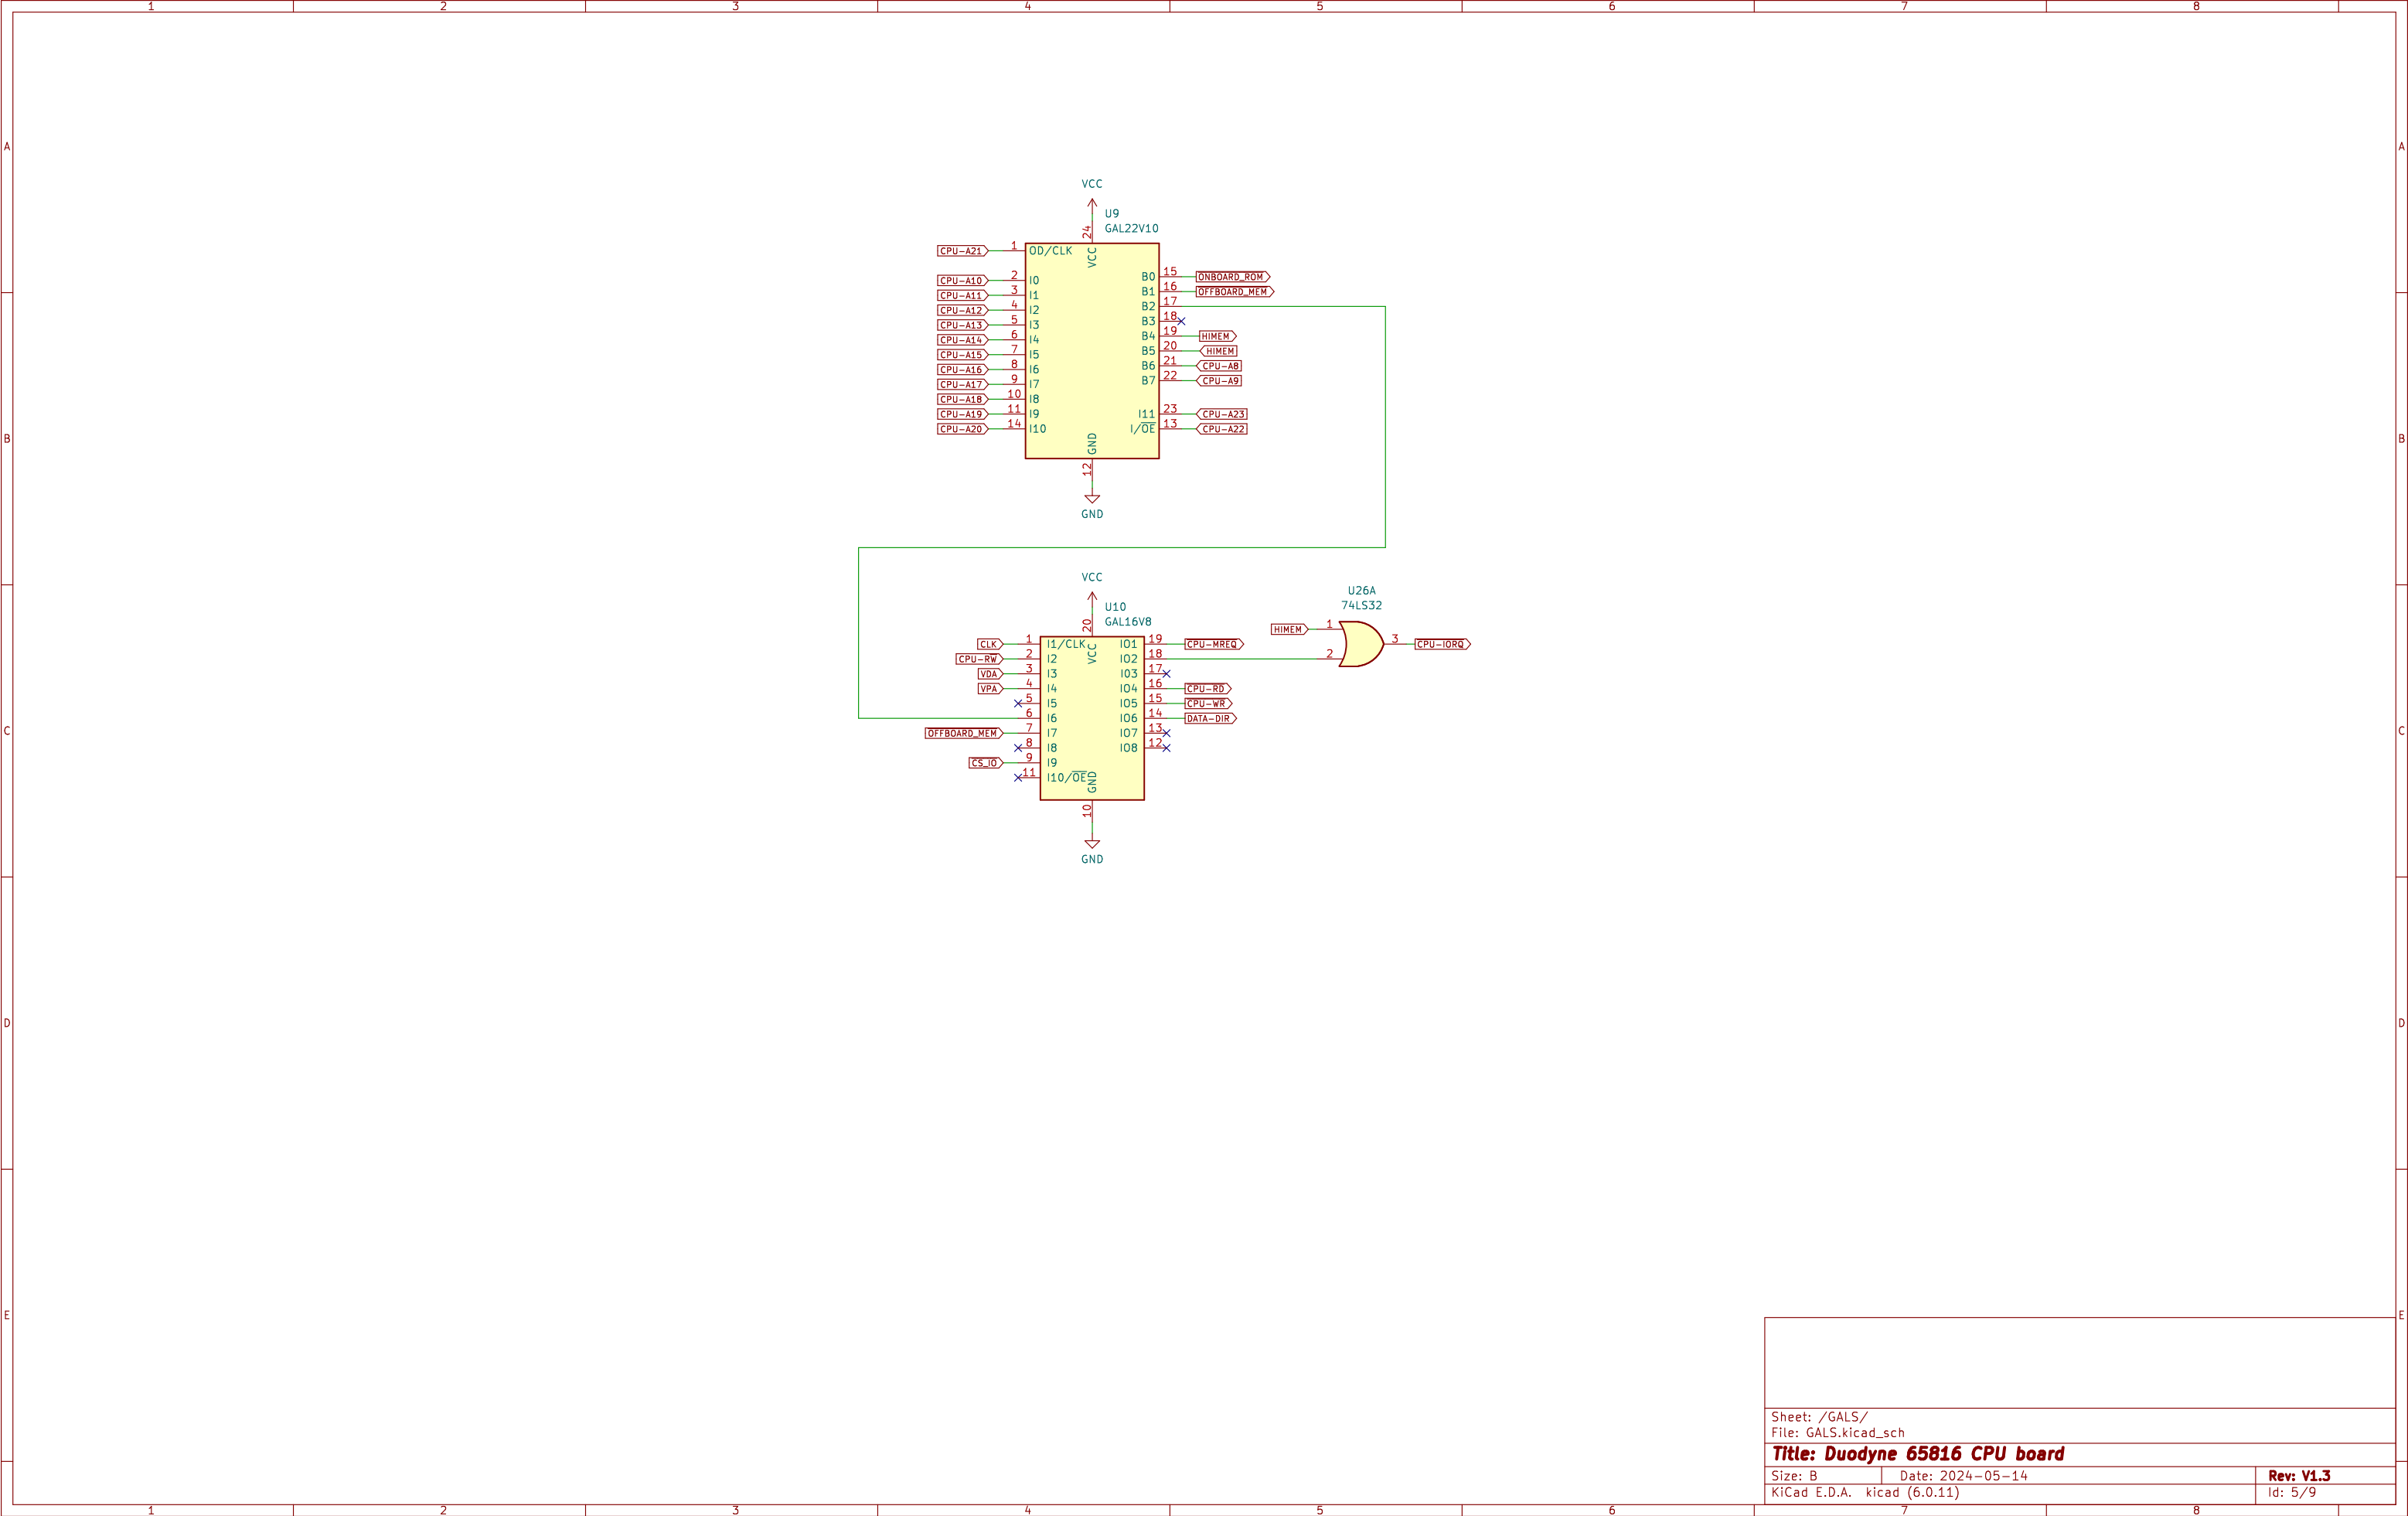 1 2 3 4 5 6 7 8
A A
VCC
U9
GAL22V10
24 VCC
CPU-A21 1 OD/CLK
CPU-A10 2 I0
CPU-A11 3 I1
CPU-A12 4 I2
CPU-A13 5 I3
CPU-A14 6 I4
CPU-A15 7 I5
CPU-A16 8 I6
CPU-A17 9 I7
CPU-A18 10 I8
CPU-A19 11 I9
CPU-A20 14 I10
B0 15 ONBOARD_ROM
B1 16 OFFBOARD_MEM
B2 17
B3 18
B4 19 HIMEM
B5 20 HIMEM
B6 21 CPU-A8
B7 22 CPU-A9
I11 23 CPU-A23
I/OE 13 CPU-A22
GND 12
GND
B B
VCC
U10
GAL16V8
20 VCC
CLK 1 I1/CLK
CPU-RW 2 I2
VDA 3 I3
VPA 4 I4
5 I5
6 I6
OFFBOARD_MEM 7 I7
8 I8
CS_IO 9 I9
11 I10/OE
IO1 19 CPU-MREQ
IO2 18
I03 17
IO4 16 CPU-RD
IO5 15 CPU-WR
IO6 14 DATA-DIR
IO7 13
IO8 12
GND 10
GND
U26A
74LS32
HIMEM 1
2
3 CPU-IORQ
C C
D D
E E
Sheet: /GALS/
File: GALS.kicad_sch
Title: Duodyne 65816 CPU board
Size: B Date: 2024-05-14 Rev: V1.3
KiCad E.D.A. kicad (6.0.11) Id: 5/9
1 2 3 4 5 6 7 8